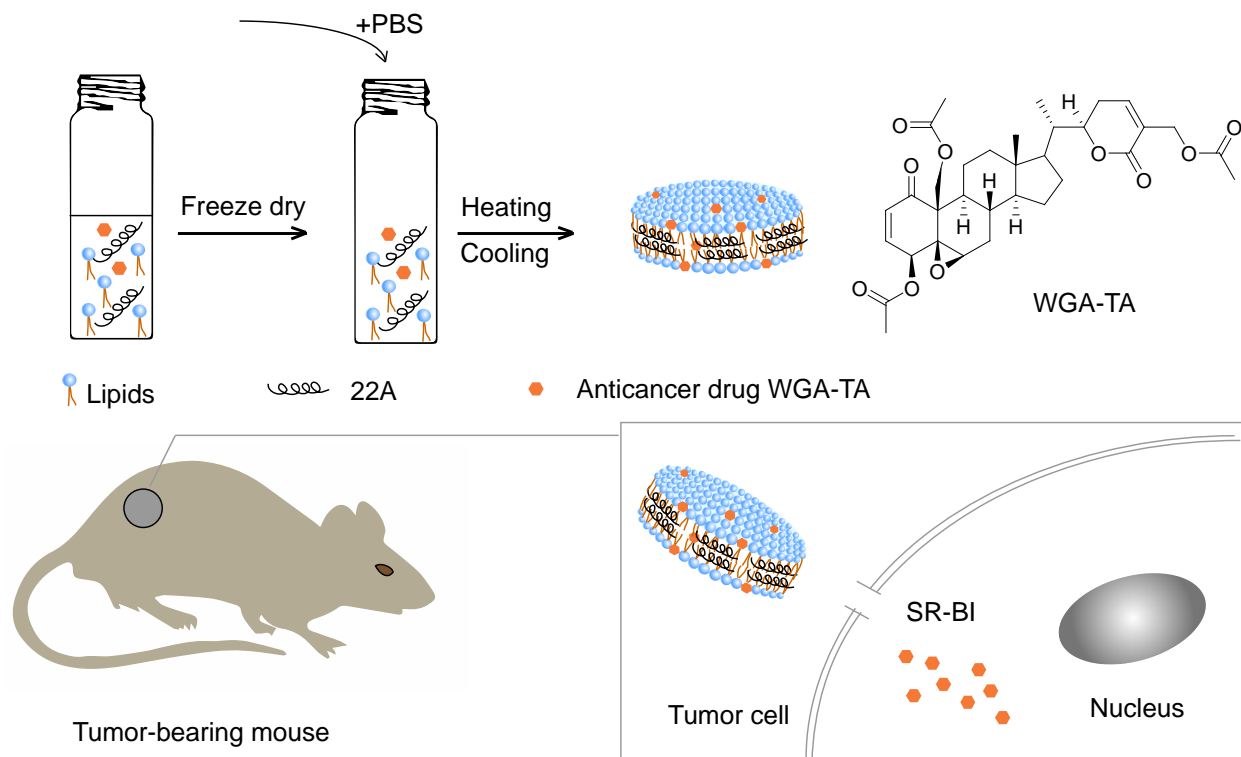 +PBS
Freeze dry
Heating
Cooling
O
O
O
O
O
O
O
O
O
H
H
H
H
O
WGA-TA
Lipids
22A
Anticancer drug WGA-TA
SR-BI
Tumor cell
Nucleus
Tumor-bearing mouse